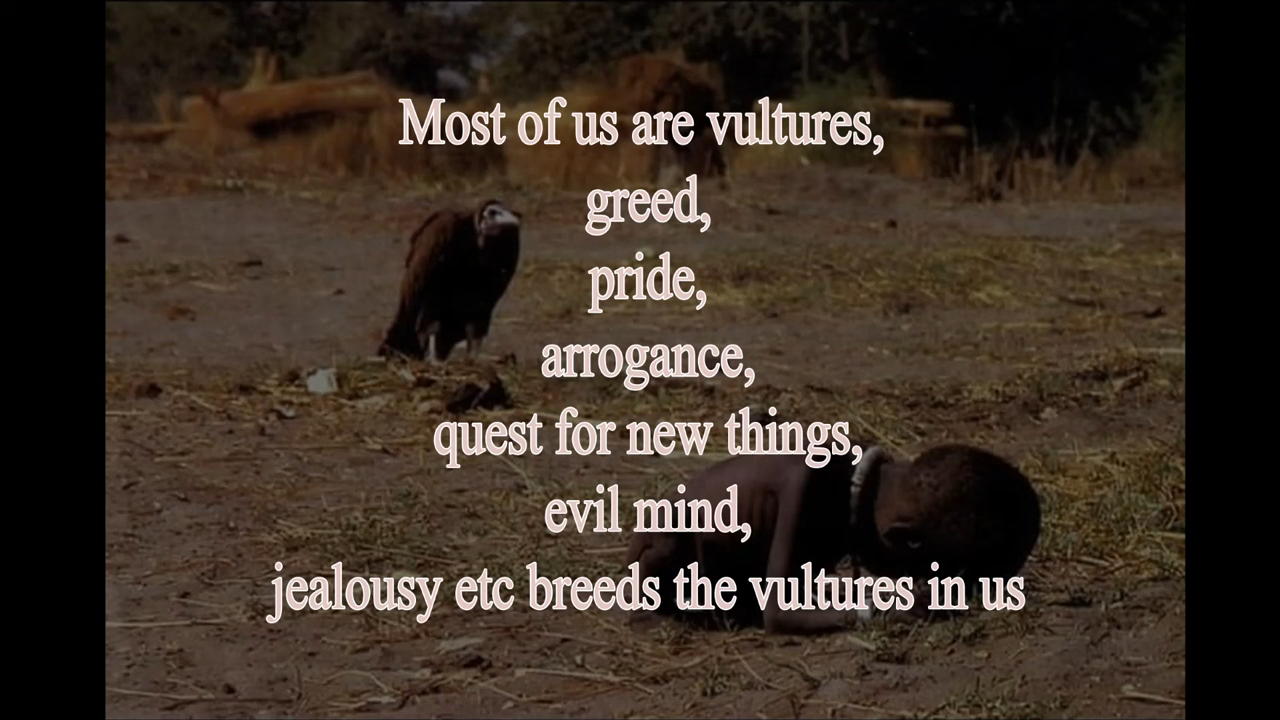 Most of us are vultures,
greed,
pride,
arrogance,
quest for new things,
evil mind,
jealousy etc breeds the vultures in us